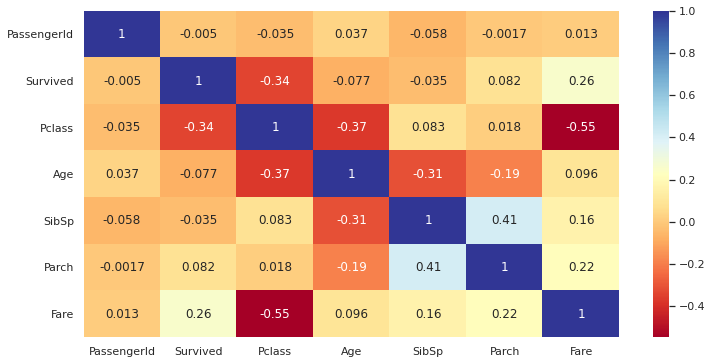 PassengerId 1 -0.005 -0.035 0.037 -0.058 -0.0017 0.013
Survived -0.005 1 -0.34 -0.077 -0.035 0.082 0.26
Pclass -0.035 -0.34 1 -0.37 0.083 0.018 -0.55
Age 0.037 -0.077 -0.37 1 -0.31 -0.19 0.096
SibSp -0.058 -0.035 0.083 -0.31 1 0.41 0.16
Parch -0.0017 0.082 0.018 -0.19 0.41 1 0.22
Fare 0.013 0.26 -0.55 0.096 0.16 0.22 1
PassengerId Survived Pclass Age SibSp Parch Fare
1.0
0.8
0.6
0.4
0.2
0.0
−0.2
−0.4